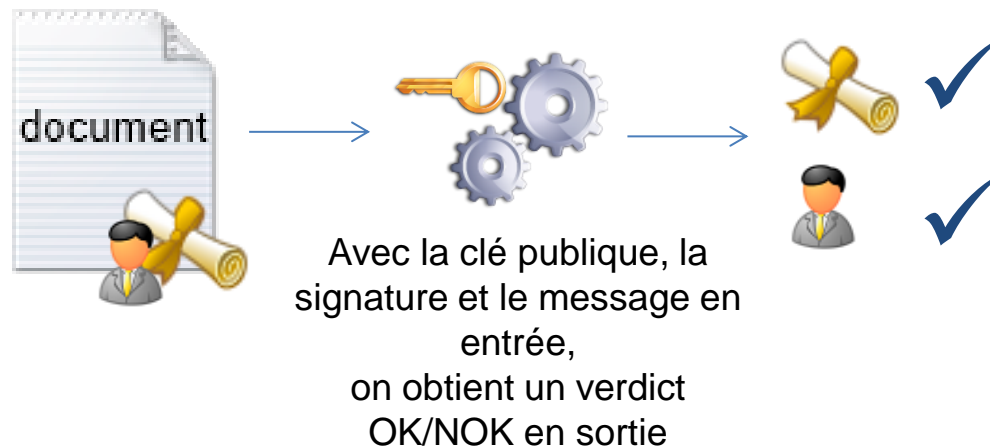 document
Avec la clé publique, la
signature et le message en
entrée,
on obtient un verdict
OK/NOK en sortie